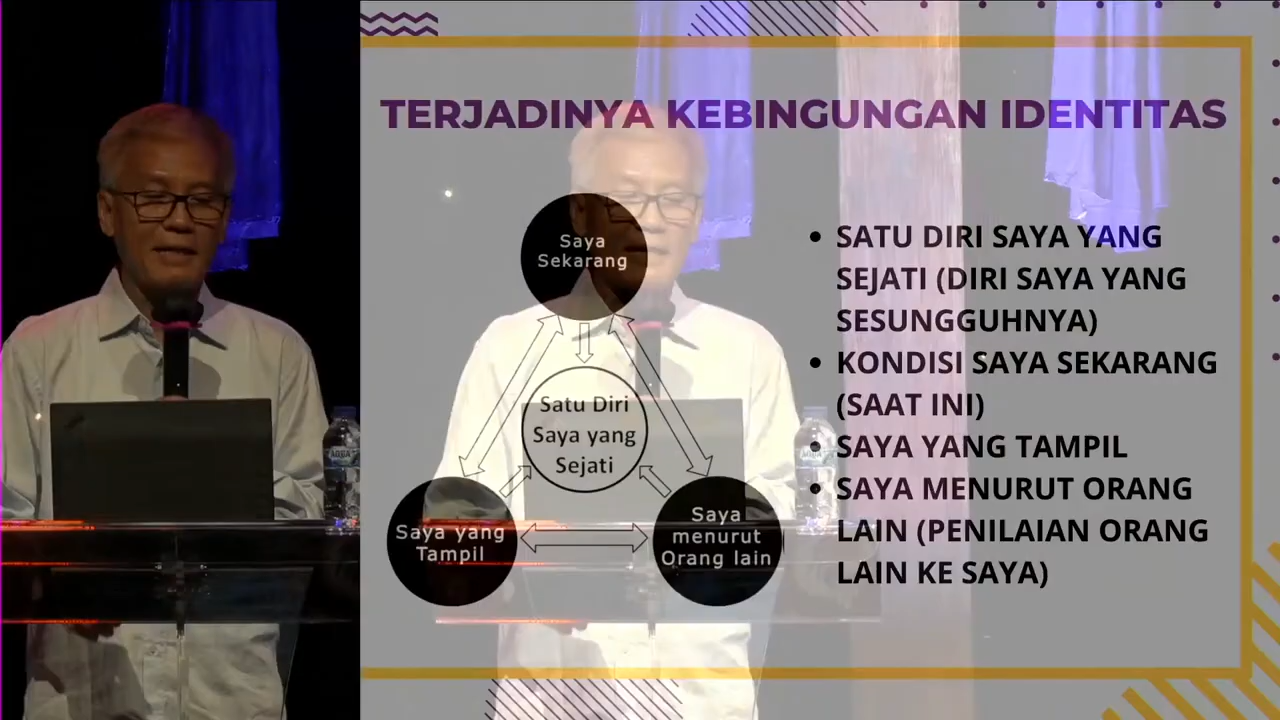 TERJADINYA KEBINGUNGAN IDENTITAS
Saya
Sekarang
Satu Diri
Saya yang
Sejati
Saya yang
Tampil
Saya
menurut
Orang lain
• SATU DIRI SAYA YANG
SEJATI (DIRI SAYA YANG
SESUNGGUHNYA)
• KONDISI SAYA SEKARANG
(SAAT INI)
• SAYA YANG TAMPIL
• SAYA MENURUT ORANG
LAIN (PENILAIAN ORANG
LAIN KE SAYA)